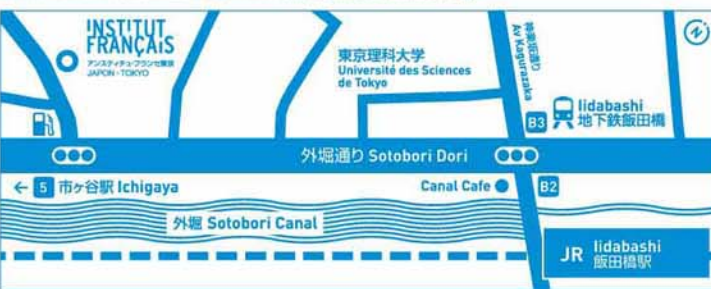 INSTITUT
FRANÇAIS
アンスティチュ・フランセ東京
JAPON - TOKYO
東京理科大学
Université des Sciences
de Tokyo
神楽坂通り
Av Kagurazaka
B3
Iidabashi
地下鉄飯田橋
外堀通り Sotobori Dori
← 5 市ヶ谷駅 Ichigaya
Canal Cafe
B2
外堀 Sotobori Canal
JR Iidabashi
飯田橋駅